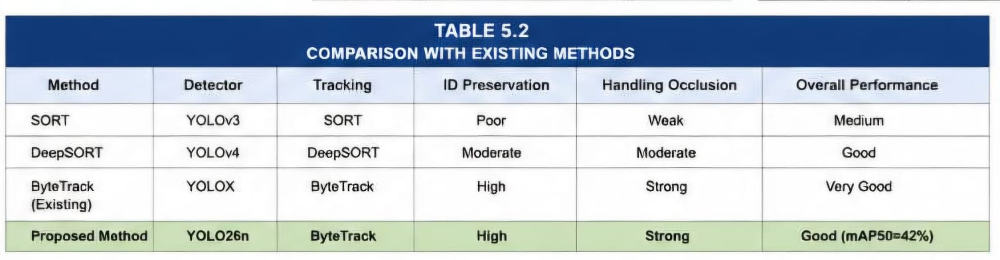 TABLE 5.2
COMPARISON WITH EXISTING METHODS
Method Detector Tracking ID Preservation Handling Occlusion Overall Performance
SORT YOLOv3 SORT Poor Weak Medium
DeepSORT YOLOv4 DeepSORT Moderate Moderate Good
ByteTrack YOLOX ByteTrack High Strong Very Good
(Existing)
Proposed Method YOLO26n ByteTrack High Strong Good (mAP50=42%)